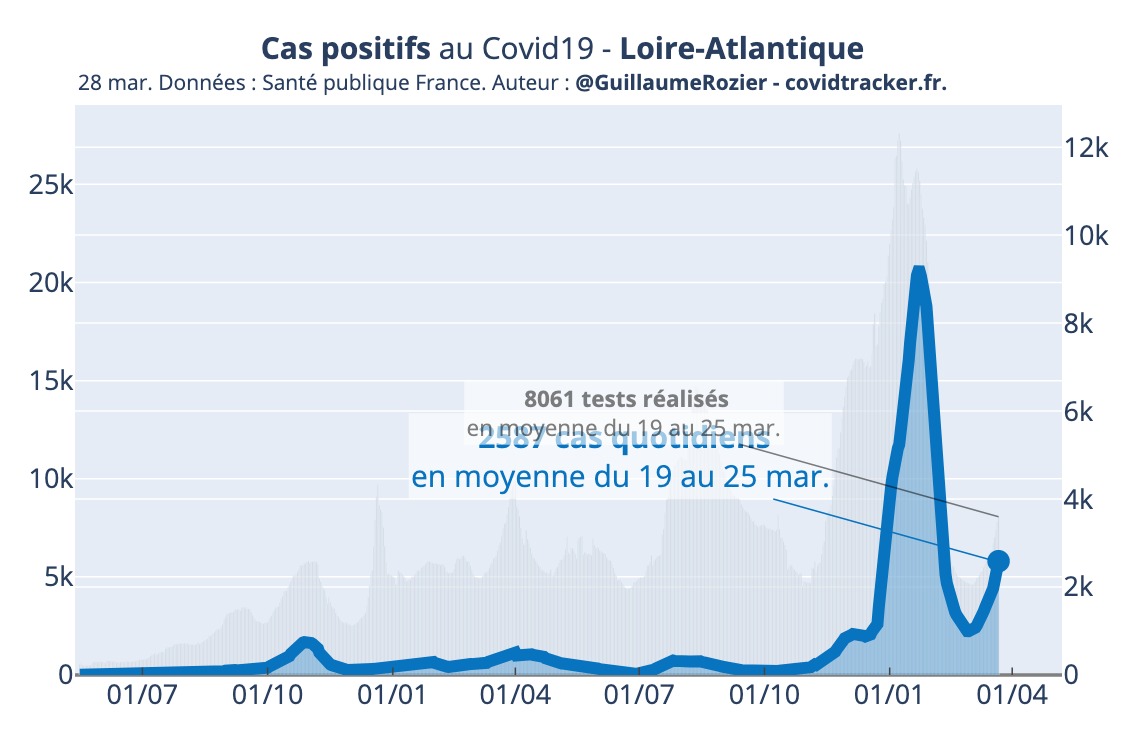 Cas positifs au Covid19 - Loire-Atlantique
28 mar. Données : Santé publique France. Auteur : @GuillaumeRozier - covidtracker.fr.
12k
25k
10k
20k
8k
15k
6k
8061 tests réalisés
en moyenne du 19 au 25 mar.
2587 cas quotidiens
en moyenne du 19 au 25 mar.
10k
4k
5k
2k
0
0
01/07 01/10 01/01 01/04 01/07 01/10 01/01 01/04